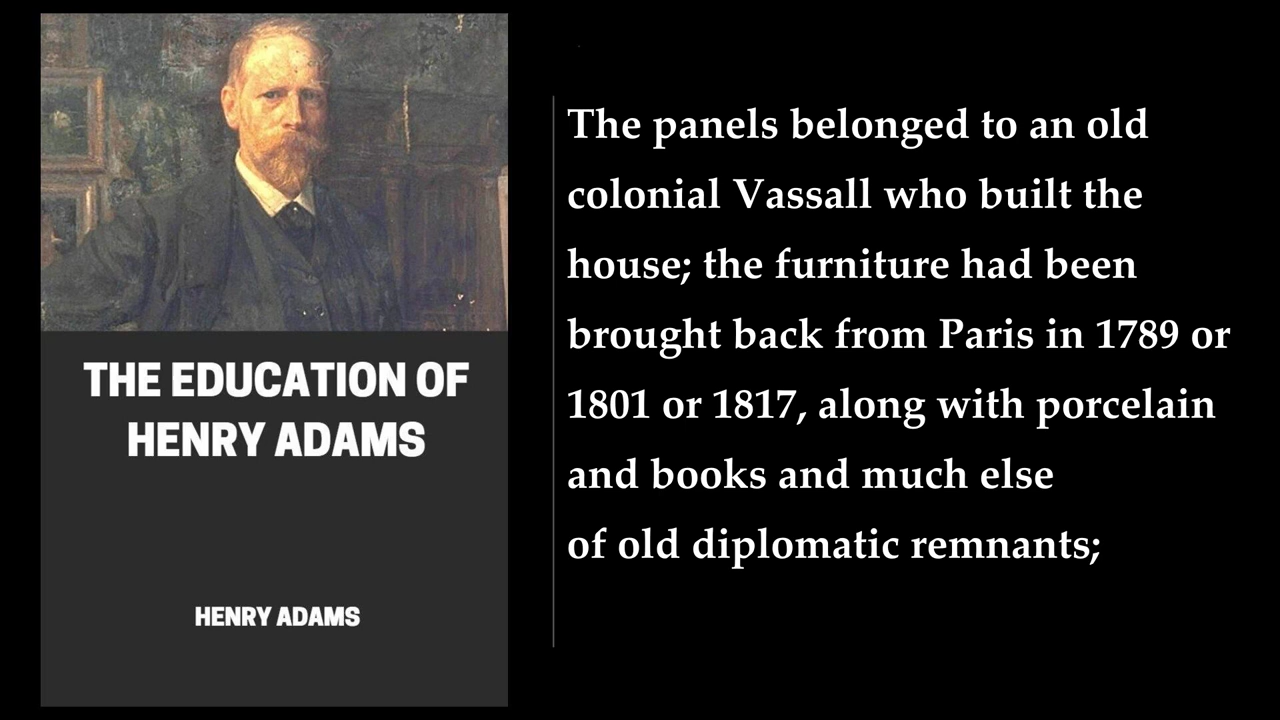 THE EDUCATION OF
HENRY ADAMS
HENRY ADAMS
The panels belonged to an old
colonial Vassall who built the
house; the furniture had been
brought back from Paris in 1789 or
1801 or 1817, along with porcelain
and books and much else
of old diplomatic remnants;